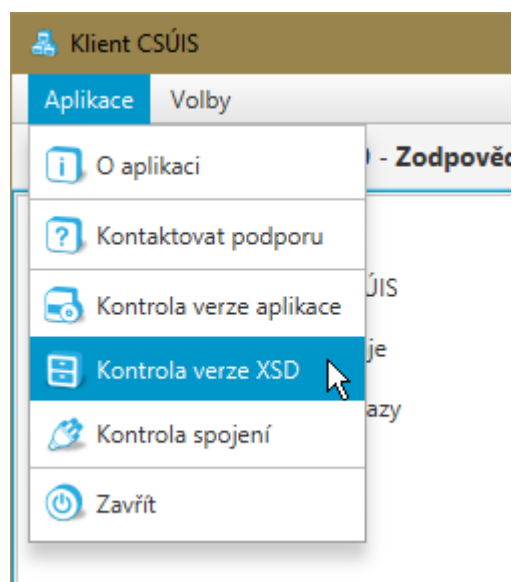 Klient CSÚIS
Aplikace Volby
- Zodpověd
O aplikaci
Kontaktovat podporu
Kontrola verze aplikace
ÚIS
Kontrola verze XSD
je
Kontrola spojení
azy
Zavřít